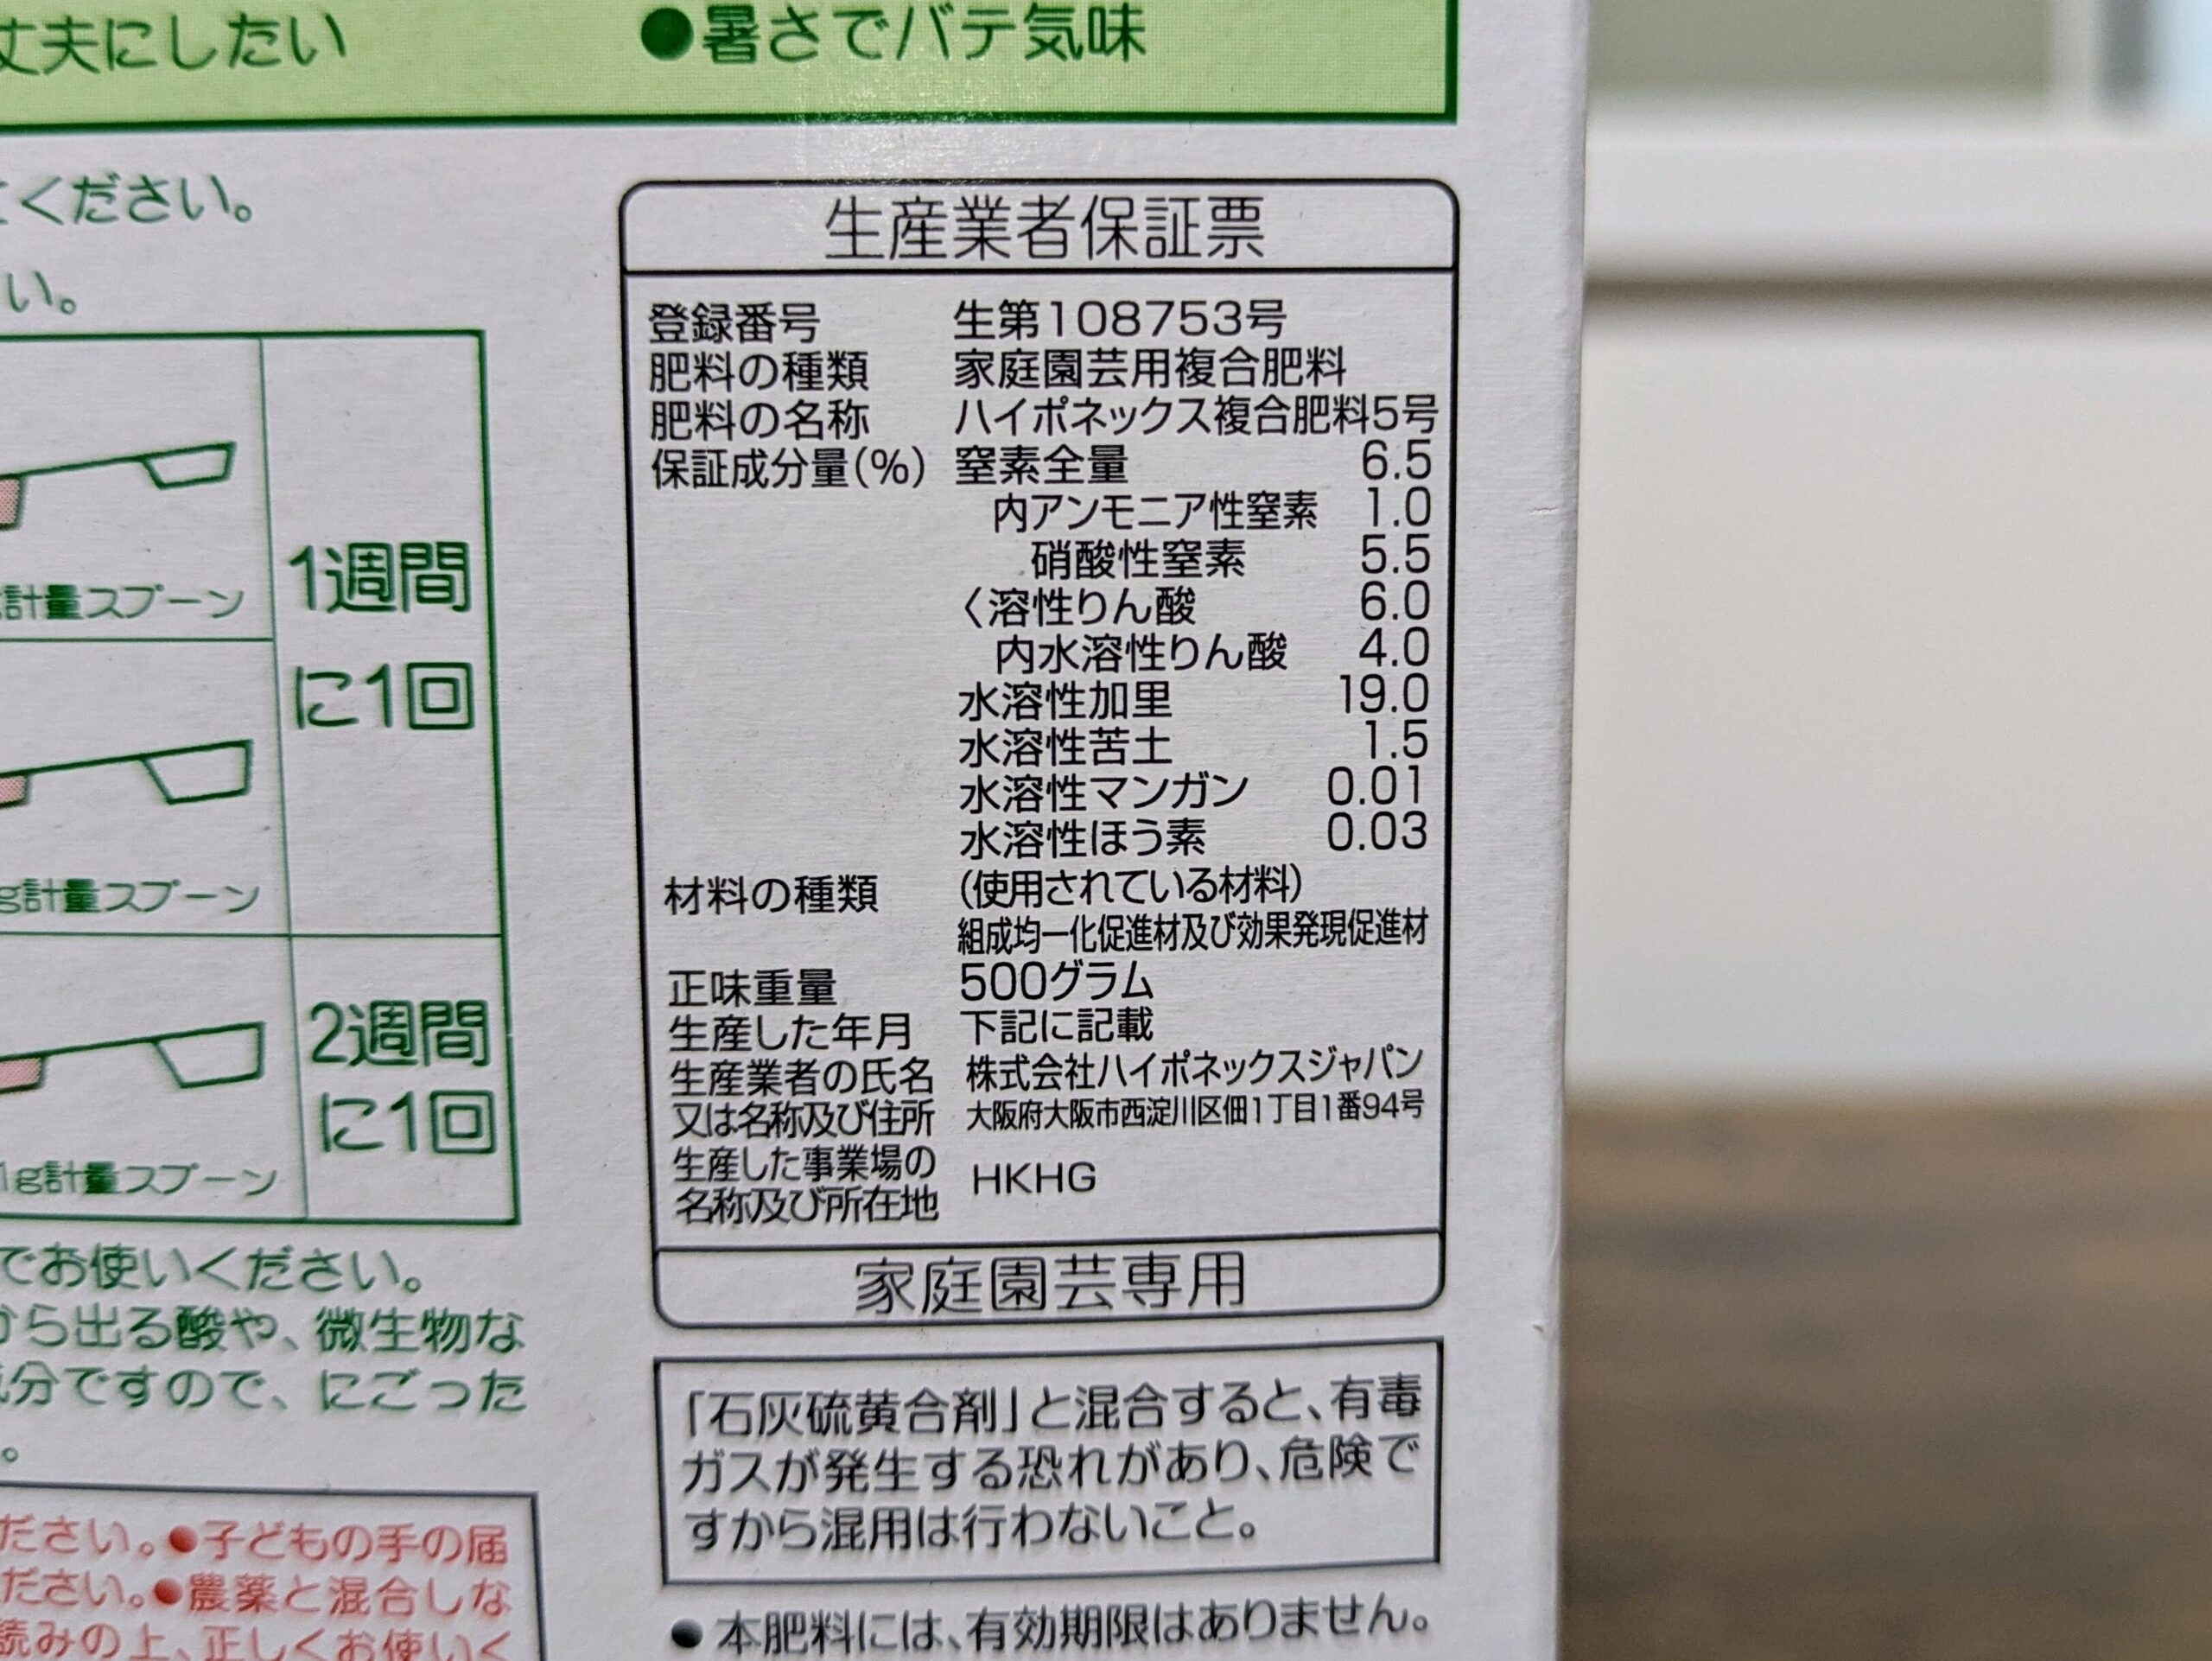 丈夫にしたい
●暑さでバテ気味
ください。
い。
1週間
に1回
計量スプーン
g計量スプーン
2週間
に1回
1g計量スプーン
でお使いください。
から出る酸や、微生物な
分ですので、にごった
。
ださい。●子どもの手の届
ださい。●農薬と混合しな
読みの上、正しくお使いく
生産業者保証票
登録番号 生第108753号
肥料の種類 家庭園芸用複合肥料
肥料の名称 ハイポネックス複合肥料5号
保証成分量(%) 窒素全量 6.5
内アンモニア性窒素 1.0
硝酸性窒素 5.5
く溶性りん酸 6.0
内水溶性りん酸 4.0
水溶性加里 19.0
水溶性苦土 1.5
水溶性マンガン 0.01
水溶性ほう素 0.03
材料の種類 (使用されている材料)
組成均一化促進材及び効果発現促進材
正味重量 500グラム
生産した年月 下記に記載
生産業者の氏名 株式会社ハイポネックスジャパン
又は名称及び住所 大阪府大阪市西淀川区佃1丁目1番94号
生産した事業場の
名称及び所在地 HKHG
家庭園芸専用
「石灰硫黄合剤」と混合すると、有毒
ガスが発生する恐れがあり、危険で
すから混用は行わないこと。
●本肥料には、有効期限はありません。